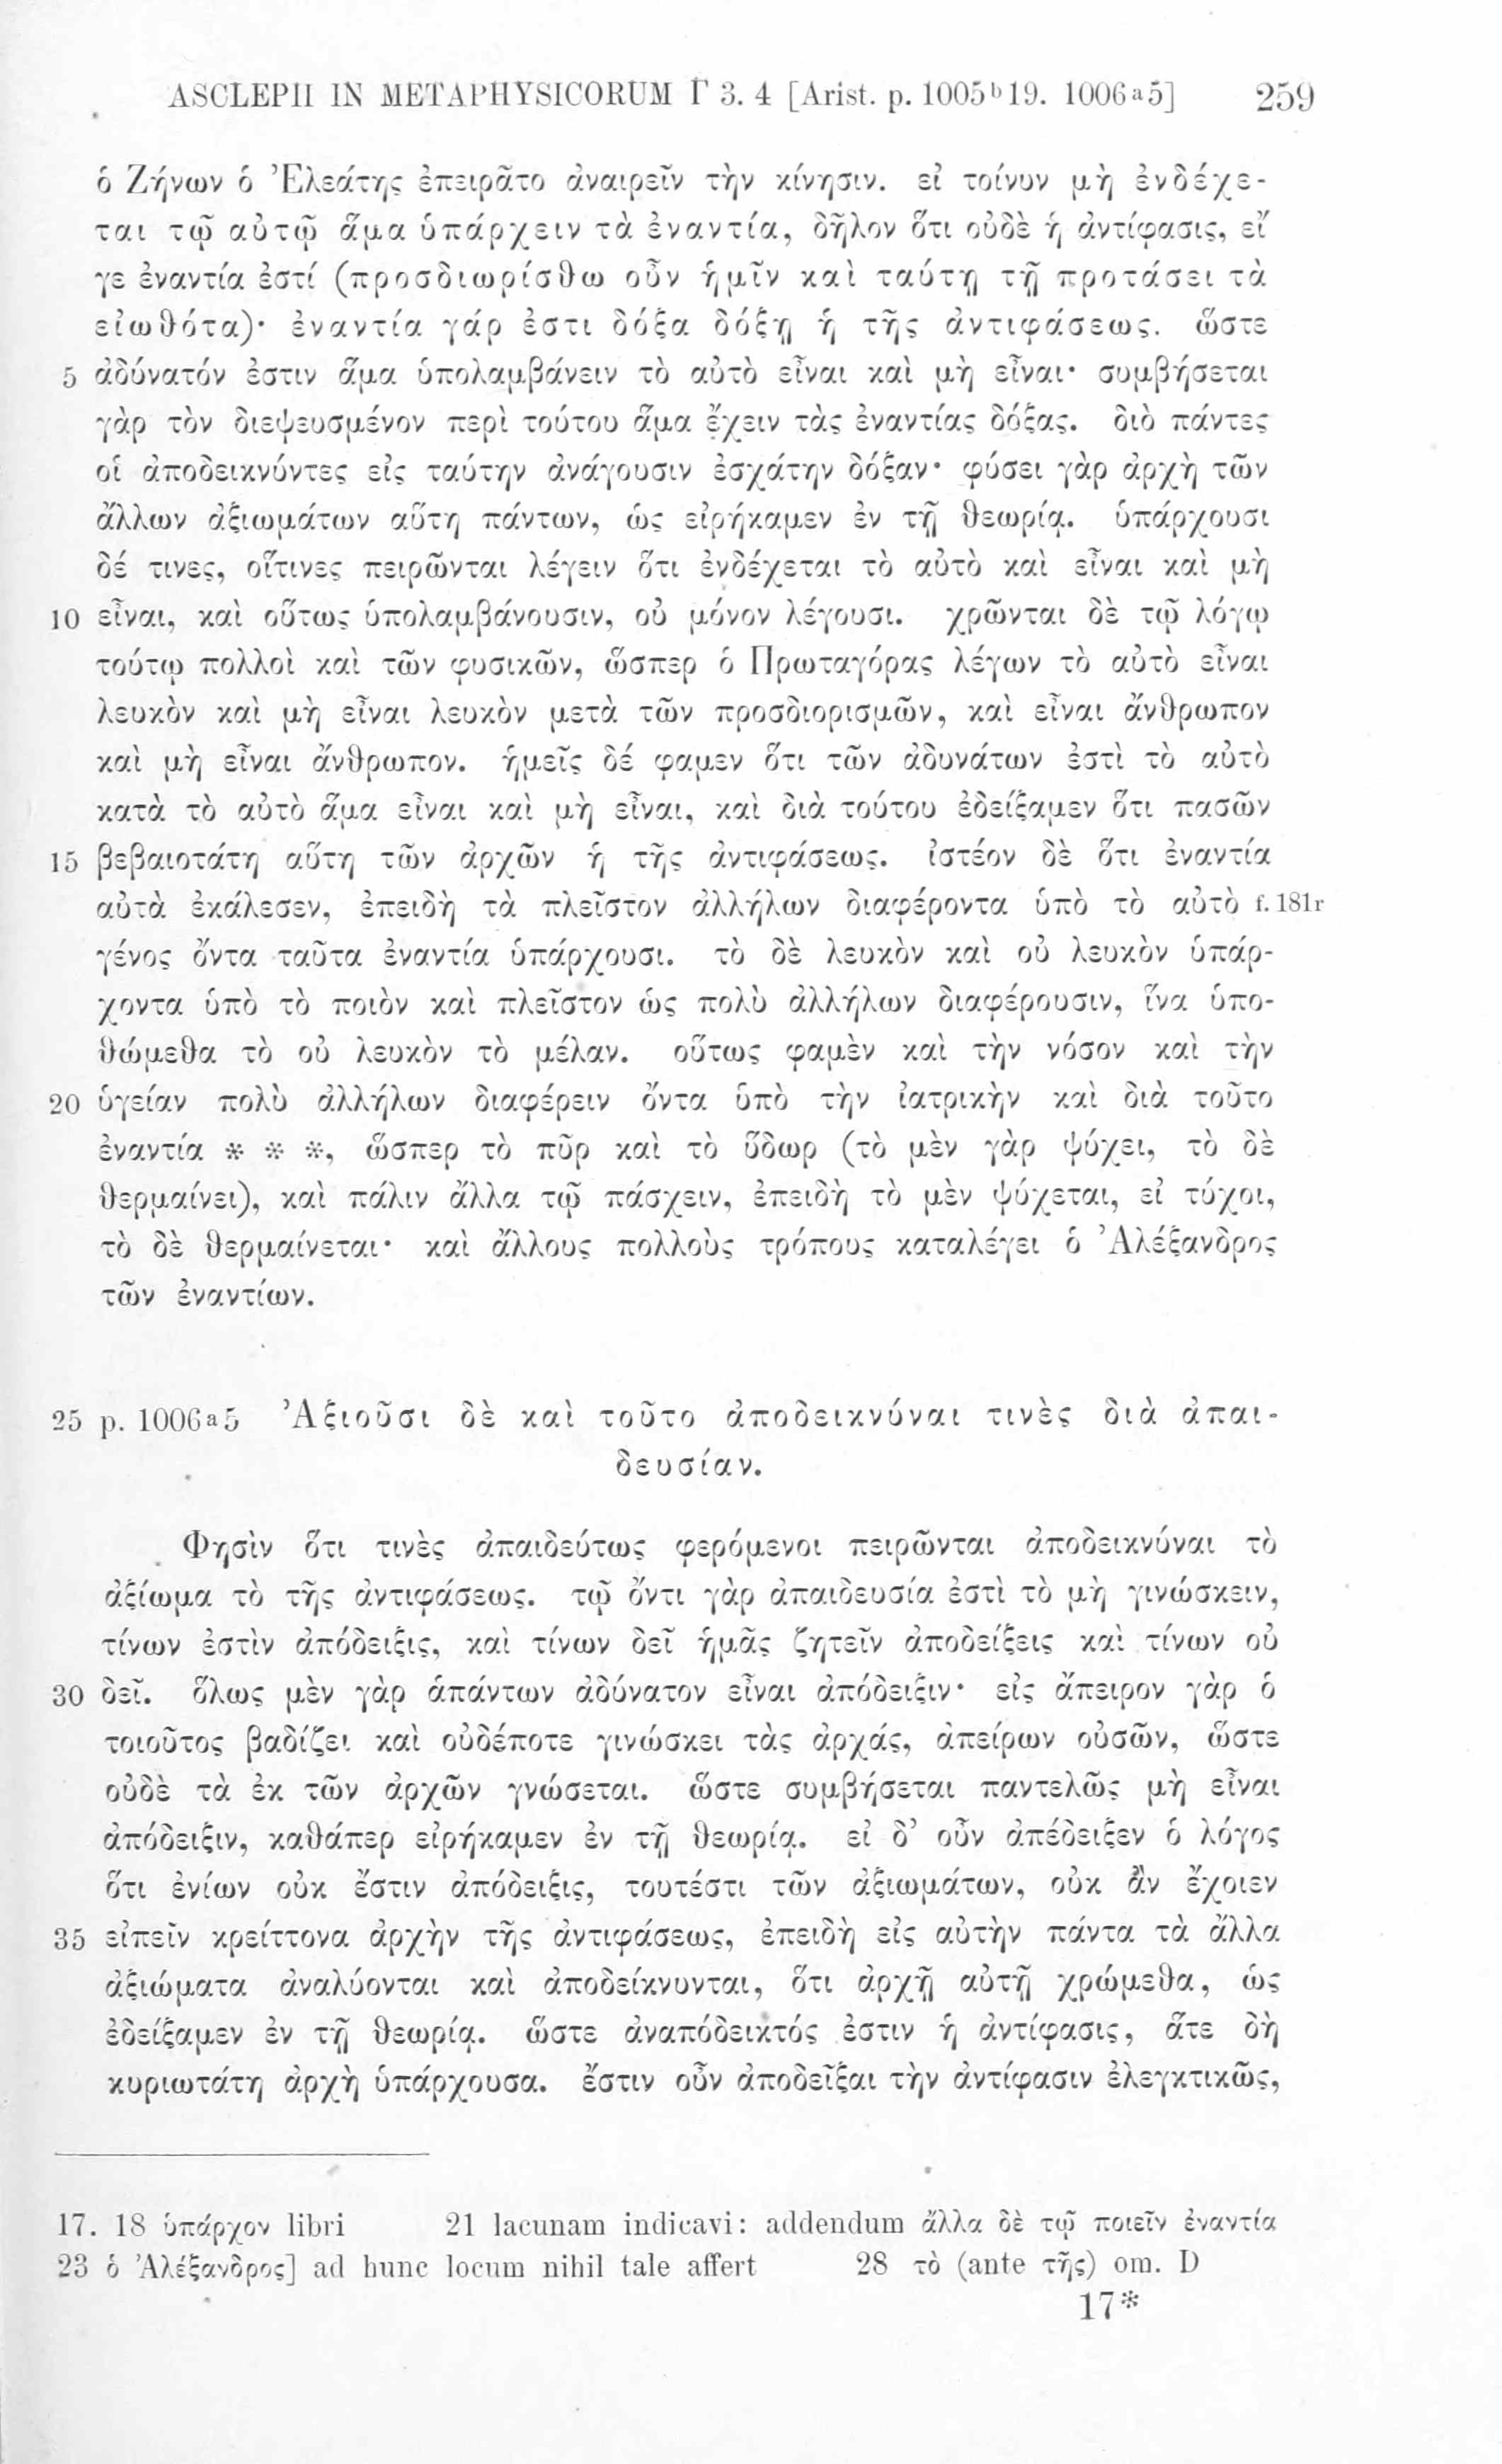 ASCLEPII IN METAPHYSICORUM Γ 3. 4 [Arist. p. 1005ᵇ19. 1006ᵃ5] 259
ὁ Ζήνων ὁ Ἐλεάτης ἐπειρᾶτο ἀναιρεῖν τὴν κίνησιν. εἰ τοίνυν μὴ ἐνδέχε-
ται τῷ αὐτῷ ἅμα ὑπάρχειν τὰ ἐναντία, δῆλον ὅτι οὐδὲ ἡ ἀντίφασις, εἴ
γε ἐναντία ἐστί (προσδιωρίσθω οὖν ἡμῖν καὶ ταύτῃ τῇ προτάσει τὰ
εἰωθότα)· ἐναντία γάρ ἐστι δόξα δόξῃ ἡ τῆς ἀντιφάσεως. ὥστε
5 ἀδύνατόν ἐστιν ἅμα ὑπολαμβάνειν τὸ αὐτὸ εἶναι καὶ μὴ εἶναι· συμβήσεται
γὰρ τὸν διεψευσμένον περὶ τούτου ἅμα ἔχειν τὰς ἐναντίας δόξας. διὸ πάντες
οἱ ἀποδεικνύντες εἰς ταύτην ἀνάγουσιν ἐσχάτην δόξαν· φύσει γὰρ ἀρχὴ τῶν
ἄλλων ἀξιωμάτων αὕτη πάντων, ὡς εἰρήκαμεν ἐν τῇ θεωρίᾳ. ὑπάρχουσι
δέ τινες, οἵτινες πειρῶνται λέγειν ὅτι ἐνδέχεται τὸ αὐτὸ καὶ εἶναι καὶ μὴ
10 εἶναι, καὶ οὕτως ὑπολαμβάνουσιν, οὐ μόνον λέγουσι. χρῶνται δὲ τῷ λόγῳ
τούτῳ πολλοὶ καὶ τῶν φυσικῶν, ὥσπερ ὁ Πρωταγόρας λέγων τὸ αὐτὸ εἶναι
λευκὸν καὶ μὴ εἶναι λευκὸν μετὰ τῶν προσδιορισμῶν, καὶ εἶναι ἄνθρωπον
καὶ μὴ εἶναι ἄνθρωπον. ἡμεῖς δέ φαμεν ὅτι τῶν ἀδυνάτων ἐστὶ τὸ αὐτὸ
κατὰ τὸ αὐτὸ ἅμα εἶναι καὶ μὴ εἶναι, καὶ διὰ τούτου ἐδείξαμεν ὅτι πασῶν
15 βεβαιοτάτη αὕτη τῶν ἀρχῶν ἡ τῆς ἀντιφάσεως. ἰστέον δὲ ὅτι ἐναντία
αὐτὰ ἐκάλεσεν, ἐπειδὴ τὰ πλεῖστον ἀλλήλων διαφέροντα ὑπὸ τὸ αὐτὸ f. 181r
γένος ὄντα ταῦτα ἐναντία ὑπάρχουσι. τὸ δὲ λευκὸν καὶ οὐ λευκὸν ὑπάρ-
χοντα ὑπὸ τὸ ποιὸν καὶ πλεῖστον ὡς πολὺ ἀλλήλων διαφέρουσιν, ἵνα ὑπο-
θώμεθα τὸ οὐ λευκὸν τὸ μέλαν. οὕτως φαμὲν καὶ τὴν νόσον καὶ τὴν
20 ὑγείαν πολὺ ἀλλήλων διαφέρειν ὄντα ὑπὸ τὴν ἰατρικὴν καὶ διὰ τοῦτο
ἐναντία * * *, ὥσπερ τὸ πῦρ καὶ τὸ ὕδωρ (τὸ μὲν γὰρ ψύχει, τὸ δὲ
θερμαίνει), καὶ πάλιν ἄλλα τῷ πάσχειν, ἐπειδὴ τὸ μὲν ψύχεται, εἰ τύχοι,
τὸ δὲ θερμαίνεται· καὶ ἄλλους πολλοὺς τρόπους καταλέγει ὁ Ἀλέξανδρος
τῶν ἐναντίων.
25 p. 1006ᵃ5 Ἀξιοῦσι δὲ καὶ τοῦτο ἀποδεικνύναι τινὲς διὰ ἀπαι-
δευσίαν.
Φησὶν ὅτι τινὲς ἀπαιδεύτως φερόμενοι πειρῶνται ἀποδεικνύναι τὸ
ἀξίωμα τὸ τῆς ἀντιφάσεως. τῷ ὄντι γὰρ ἀπαιδευσία ἐστὶ τὸ μὴ γινώσκειν,
τίνων ἐστὶν ἀπόδειξις, καὶ τίνων δεῖ ἡμᾶς ζητεῖν ἀποδείξεις καὶ τίνων οὐ
30 δεῖ. ὅλως μὲν γὰρ ἁπάντων ἀδύνατον εἶναι ἀπόδειξιν· εἰς ἄπειρον γὰρ ὁ
τοιοῦτος βαδίζει καὶ οὐδέποτε γινώσκει τὰς ἀρχάς, ἀπείρων οὐσῶν, ὥστε
οὐδὲ τὰ ἐκ τῶν ἀρχῶν γνώσεται. ὥστε συμβήσεται παντελῶς μὴ εἶναι
ἀπόδειξιν, καθάπερ εἰρήκαμεν ἐν τῇ θεωρίᾳ. εἰ δ’ οὖν ἀπέδειξεν ὁ λόγος
ὅτι ἐνίων οὐκ ἔστιν ἀπόδειξις, τουτέστι τῶν ἀξιωμάτων, οὐκ ἂν ἔχοιεν
35 εἰπεῖν κρείττονα ἀρχὴν τῆς ἀντιφάσεως, ἐπειδὴ εἰς αὐτὴν πάντα τὰ ἄλλα
ἀξιώματα ἀναλύονται καὶ ἀποδείκνυνται, ὅτι ἀρχῇ αὐτῇ χρώμεθα, ὡς
ἐδείξαμεν ἐν τῇ θεωρίᾳ. ὥστε ἀναπόδεικτός ἐστιν ἡ ἀντίφασις, ἅτε δὴ
κυριωτάτη ἀρχὴ ὑπάρχουσα. ἔστιν οὖν ἀποδεῖξαι τὴν ἀντίφασιν ἐλεγκτικῶς,
17. 18 ὑπάρχον libri 21 lacunam indicavi: addendum ἄλλα δὲ τῷ ποιεῖν ἐναντία
23 ὁ Ἀλέξανδρος] ad hunc locum nihil tale affert 28 τὸ (ante τῆς) om. D
17*